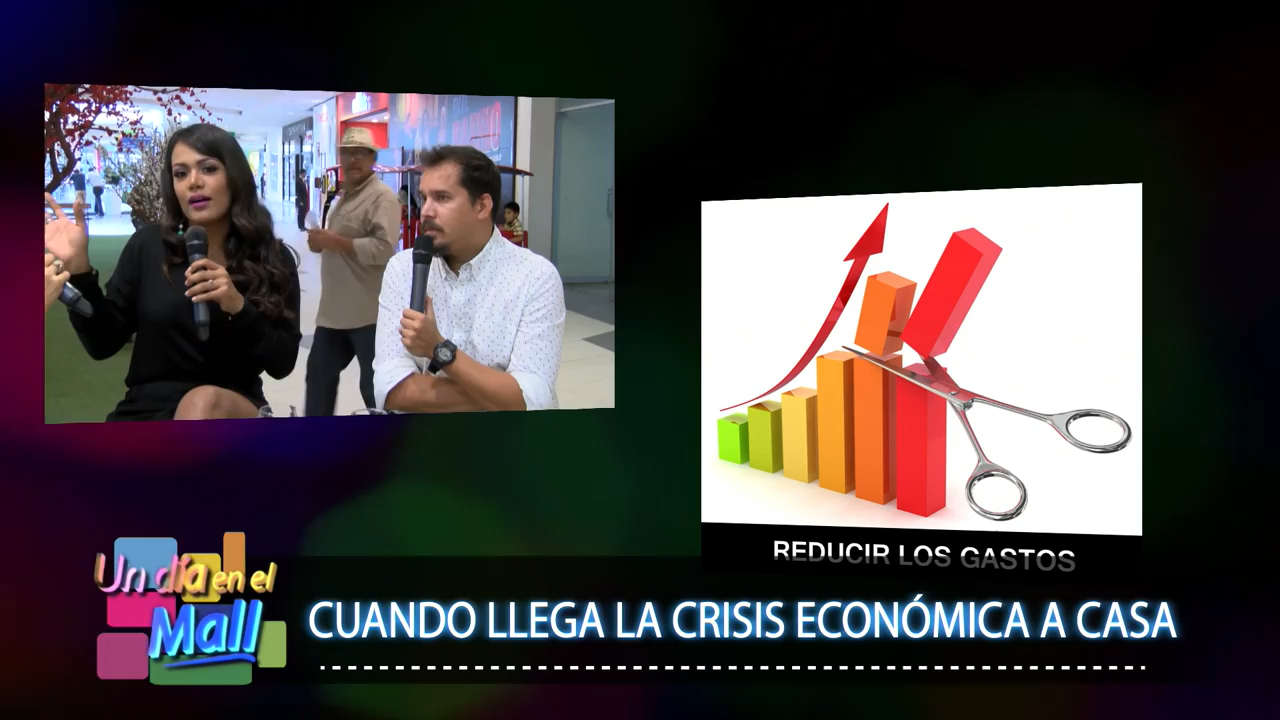 REDUCIR LOS GASTOS
Un día en el
Mall
CUANDO LLEGA LA CRISIS ECONÓMICA A CASA